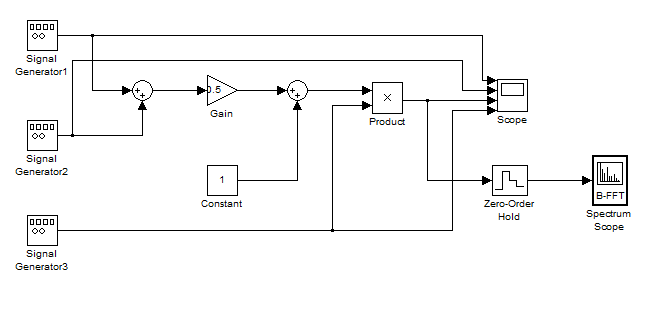 Signal
Generator1
0.5
Gain
×
Product
Scope
Signal
Generator2
1
Constant
Zero-Order
Hold
B-FFT
Spectrum
Scope
Signal
Generator3